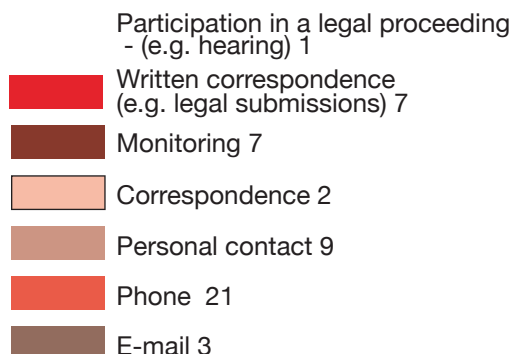 Participation in a legal proceeding
- (e.g. hearing) 1
Written correspondence
(e.g. legal submissions) 7
Monitoring 7
Correspondence 2
Personal contact 9
Phone 21
E-mail 3